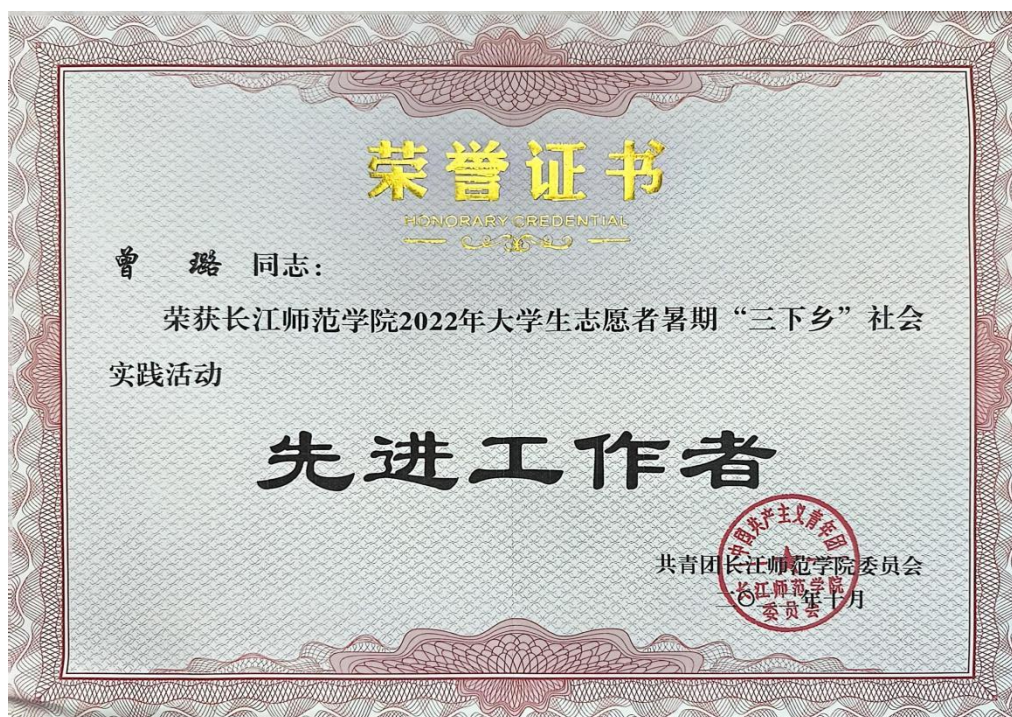 荣誉证书
HONORARY CREDENTIAL
曾 璐 同志：
荣获长江师范学院2022年大学生志愿者暑期“三下乡”社会
实践活动
先进工作者
共青团长江师范学院委员会
二〇二二年十月
中国共产主义青年团
长江师范学院
委员会